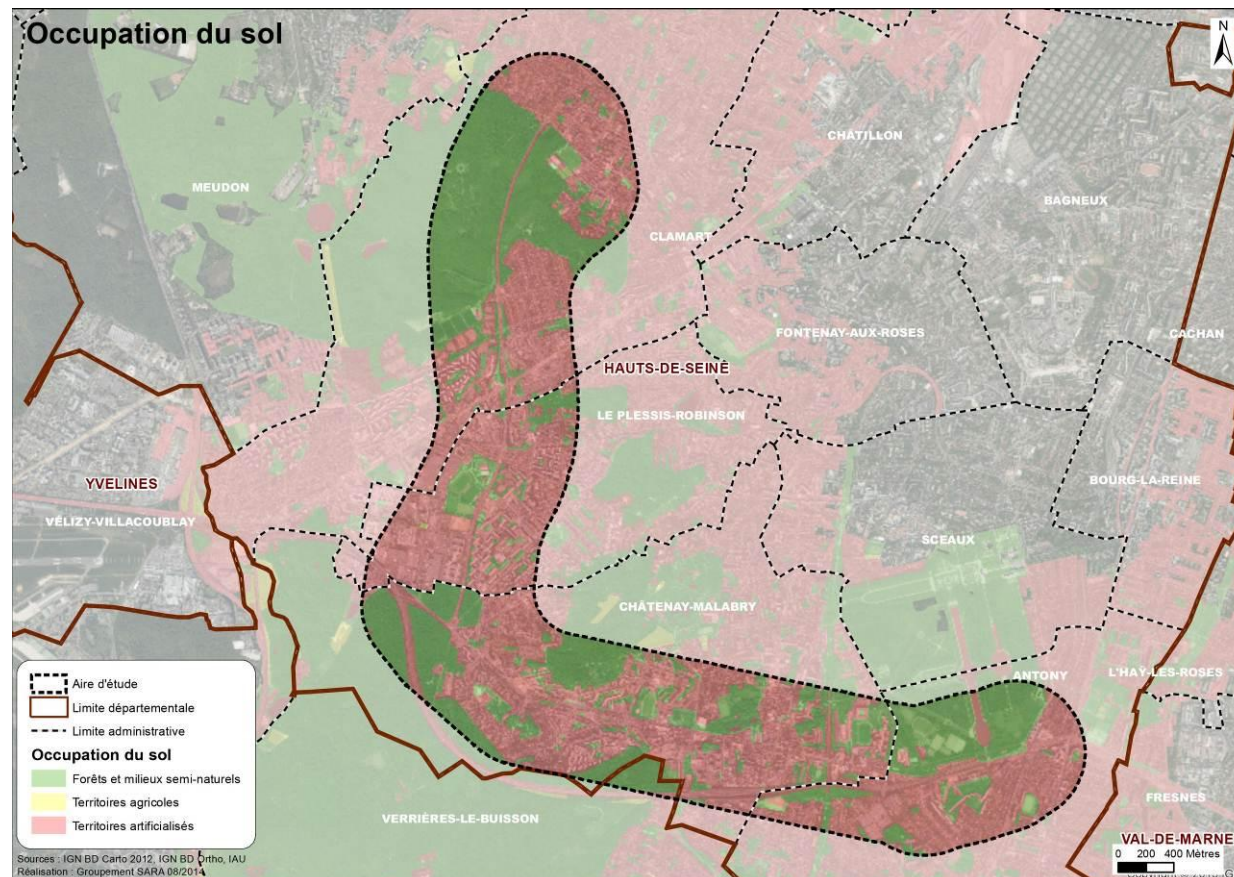 Occupation du sol
N
CHÂTILLON
MEUDON
BAGNEUX
CLAMART
FONTENAY-AUX-ROSES
CACHAN
HAUTS-DE-SEINE
LE PLESSIS-ROBINSON
YVELINES
BOURG-LA-REINE
VÉLIZY-VILLACOUBLAY
SCEAUX
CHÂTENAY-MALABRY
L'HAŸ-LES-ROSES
ANTONY
Aire d'étude
Limite départementale
Limite administrative
Occupation du sol
Forêts et milieux semi-naturels
Territoires agricoles
Territoires artificialisés
VERRIÈRES-LE-BUISSON
FRESNES
VAL-DE-MARNE
0 200 400 Mètres
Sources : IGN BD Carto 2012, IGN BD Ortho, IAU
Réalisation : Groupement SARA 08/2014